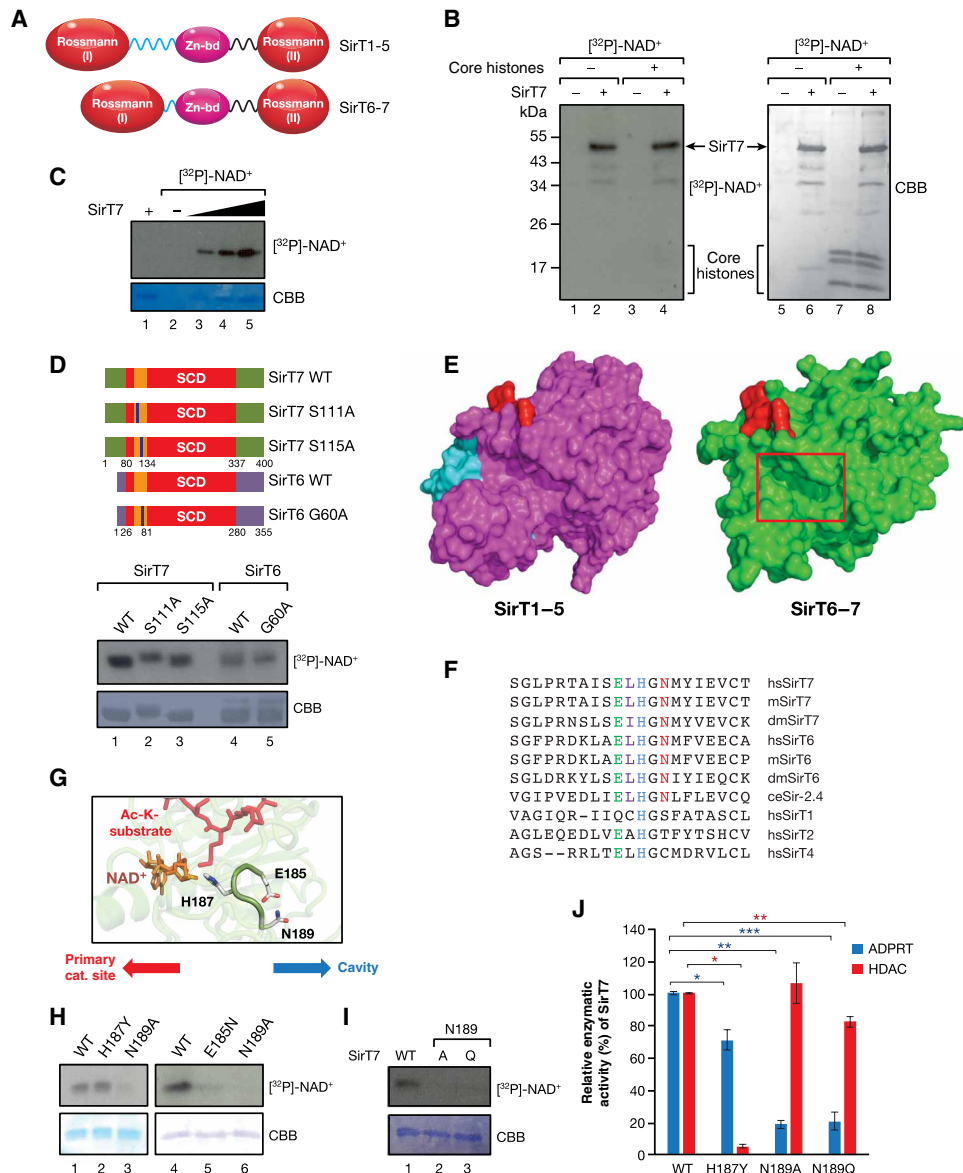 A
Rossmann (I)
Zn-bd
Rossmann (II)
SirT1-5
Rossmann (I)
Zn-bd
Rossmann (II)
SirT6-7
B
[³²P]-NAD⁺
[³²P]-NAD⁺
Core histones – +
– +
SirT7 – + – +
– + – +
kDa
55
43
34
26
17
SirT7
[³²P]-NAD⁺
CBB
Core histones
1 2 3 4
5 6 7 8
C
[³²P]-NAD⁺
SirT7 + –
[³²P]-NAD⁺
CBB
1 2 3 4 5
D
SCD SirT7 WT
SCD SirT7 S111A
SCD SirT7 S115A
1 80 134 337 400
SCD SirT6 WT
SCD SirT6 G60A
1 26 81 280 355
SirT7 SirT6
WT S111A S115A WT G60A
[³²P]-NAD⁺
CBB
1 2 3 4 5
E
SirT1–5
SirT6–7
F
SGLPRTAISELHGNMYIEVCT hsSirT7
SGLPRTAISELHGNMYIEVCT mSirT7
SGLPRNSLSEIHGNMYVEVCK dmSirT7
SGFPRDKLAELHGNMFVEECA hsSirT6
SGFPRDKLAELHGNMFVEECP mSirT6
SGLDRKYLSELHGNIYIEQCK dmSirT6
VGIPVEDLIELHGNLFLEVCQ ceSir-2.4
VAGIQR-IIQCHGSFATASCL hsSirT1
AGLEQEDLVEAHGTFYTSHCV hsSirT2
AGS--RRLTELHGCMDRVLCL hsSirT4
G
Ac-K-substrate
NAD⁺
H187
E185
N189
Primary cat. site
Cavity
H
WT H187Y N189A WT E185N N189A
[³²P]-NAD⁺
CBB
1 2 3 4 5 6
I
N189
SirT7 WT A Q
[³²P]-NAD⁺
CBB
1 2 3
J
Relative enzymatic activity (%) of SirT7
140
120
100
80
60
40
20
0
**
***
**
*
*
ADPRT
HDAC
WT H187Y N189A N189Q